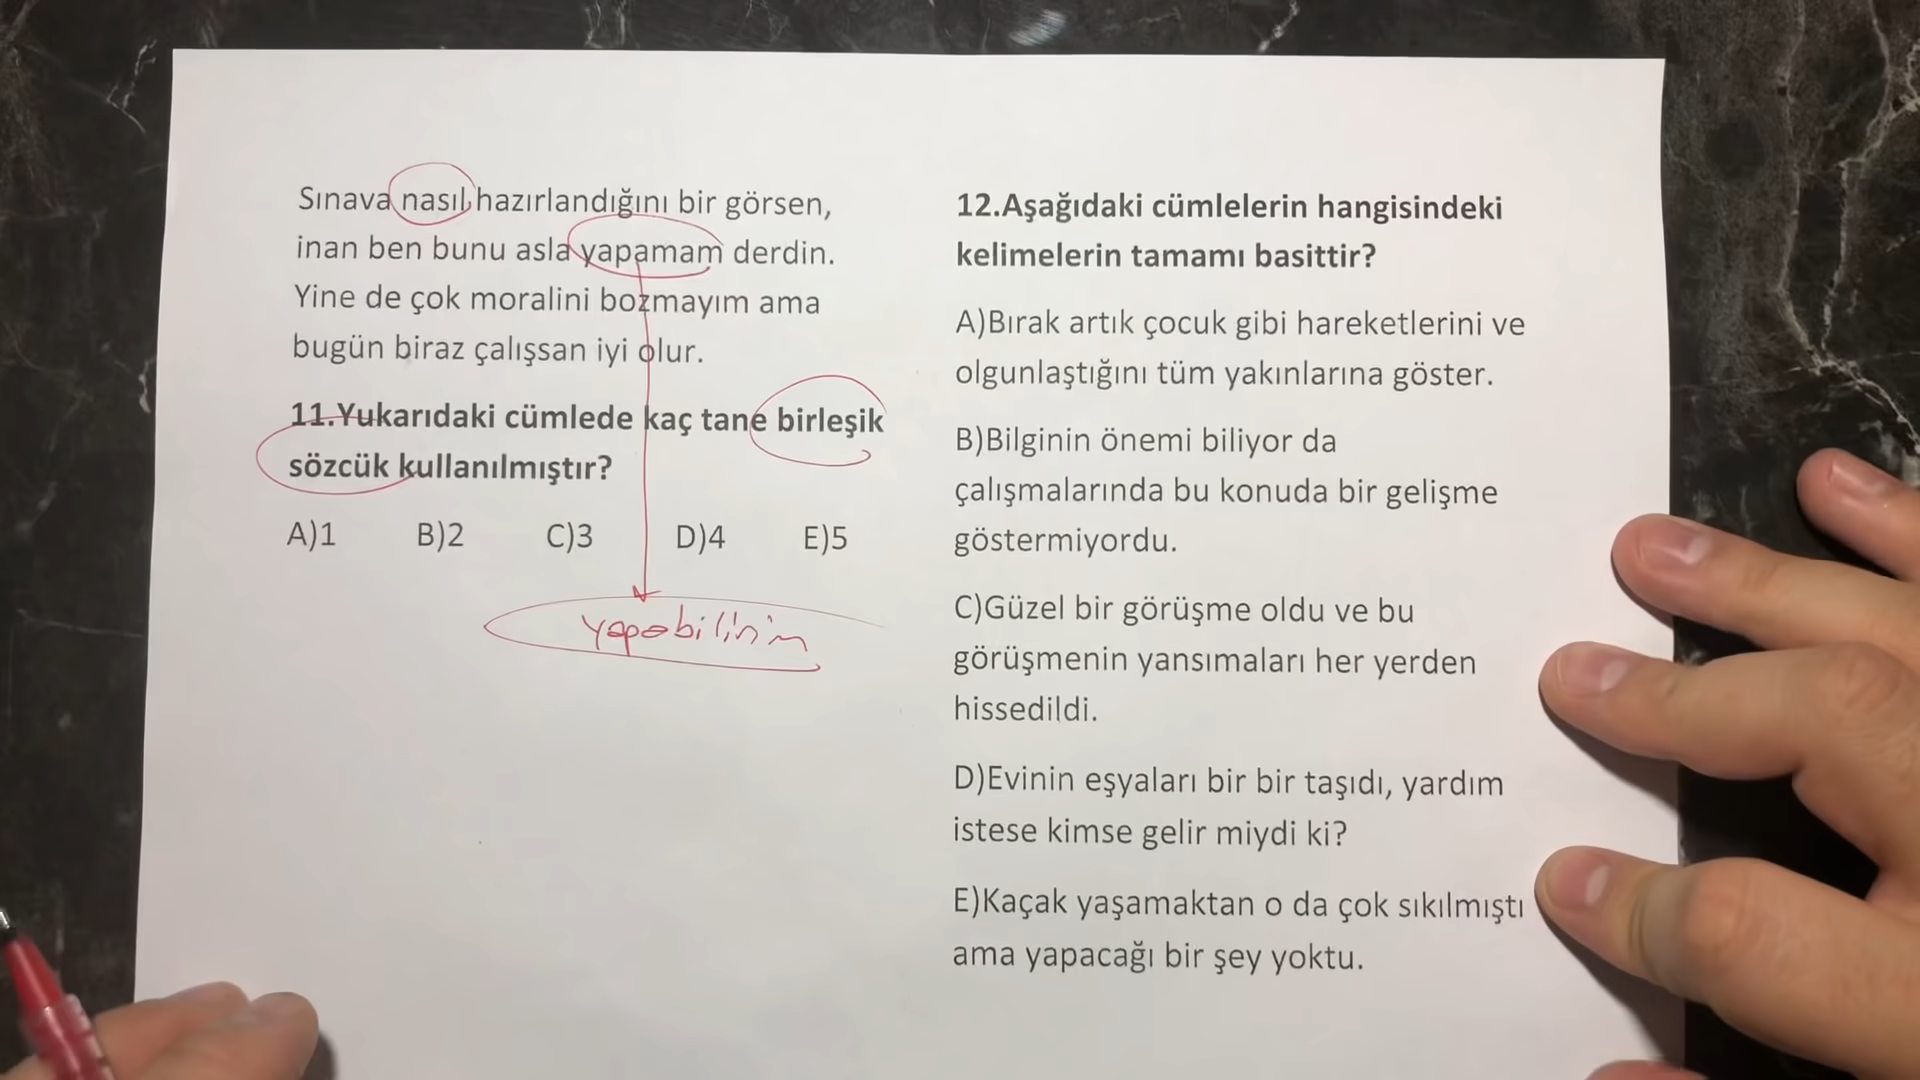 Sınava nasıl hazırlandığını bir görsen,
inan ben bunu asla yapamam derdin.
Yine de çok moralini bozmayım ama
bugün biraz çalışsan iyi olur.
11.Yukarıdaki cümlede kaç tane birleşik
sözcük kullanılmıştır?
A)1 B)2 C)3 D)4 E)5
yapabilirim
12.Aşağıdaki cümlelerin hangisindeki
kelimelerin tamamı basittir?
A)Bırak artık çocuk gibi hareketlerini ve
olgunlaştığını tüm yakınlarına göster.
B)Bilginin önemi biliyor da
çalışmalarında bu konuda bir gelişme
göstermiyordu.
C)Güzel bir görüşme oldu ve bu
görüşmenin yansımaları her yerden
hissedildi.
D)Evinin eşyaları bir bir taşıdı, yardım
istese kimse gelir miydi ki?
E)Kaçak yaşamaktan o da çok sıkılmıştı
ama yapacağı bir şey yoktu.